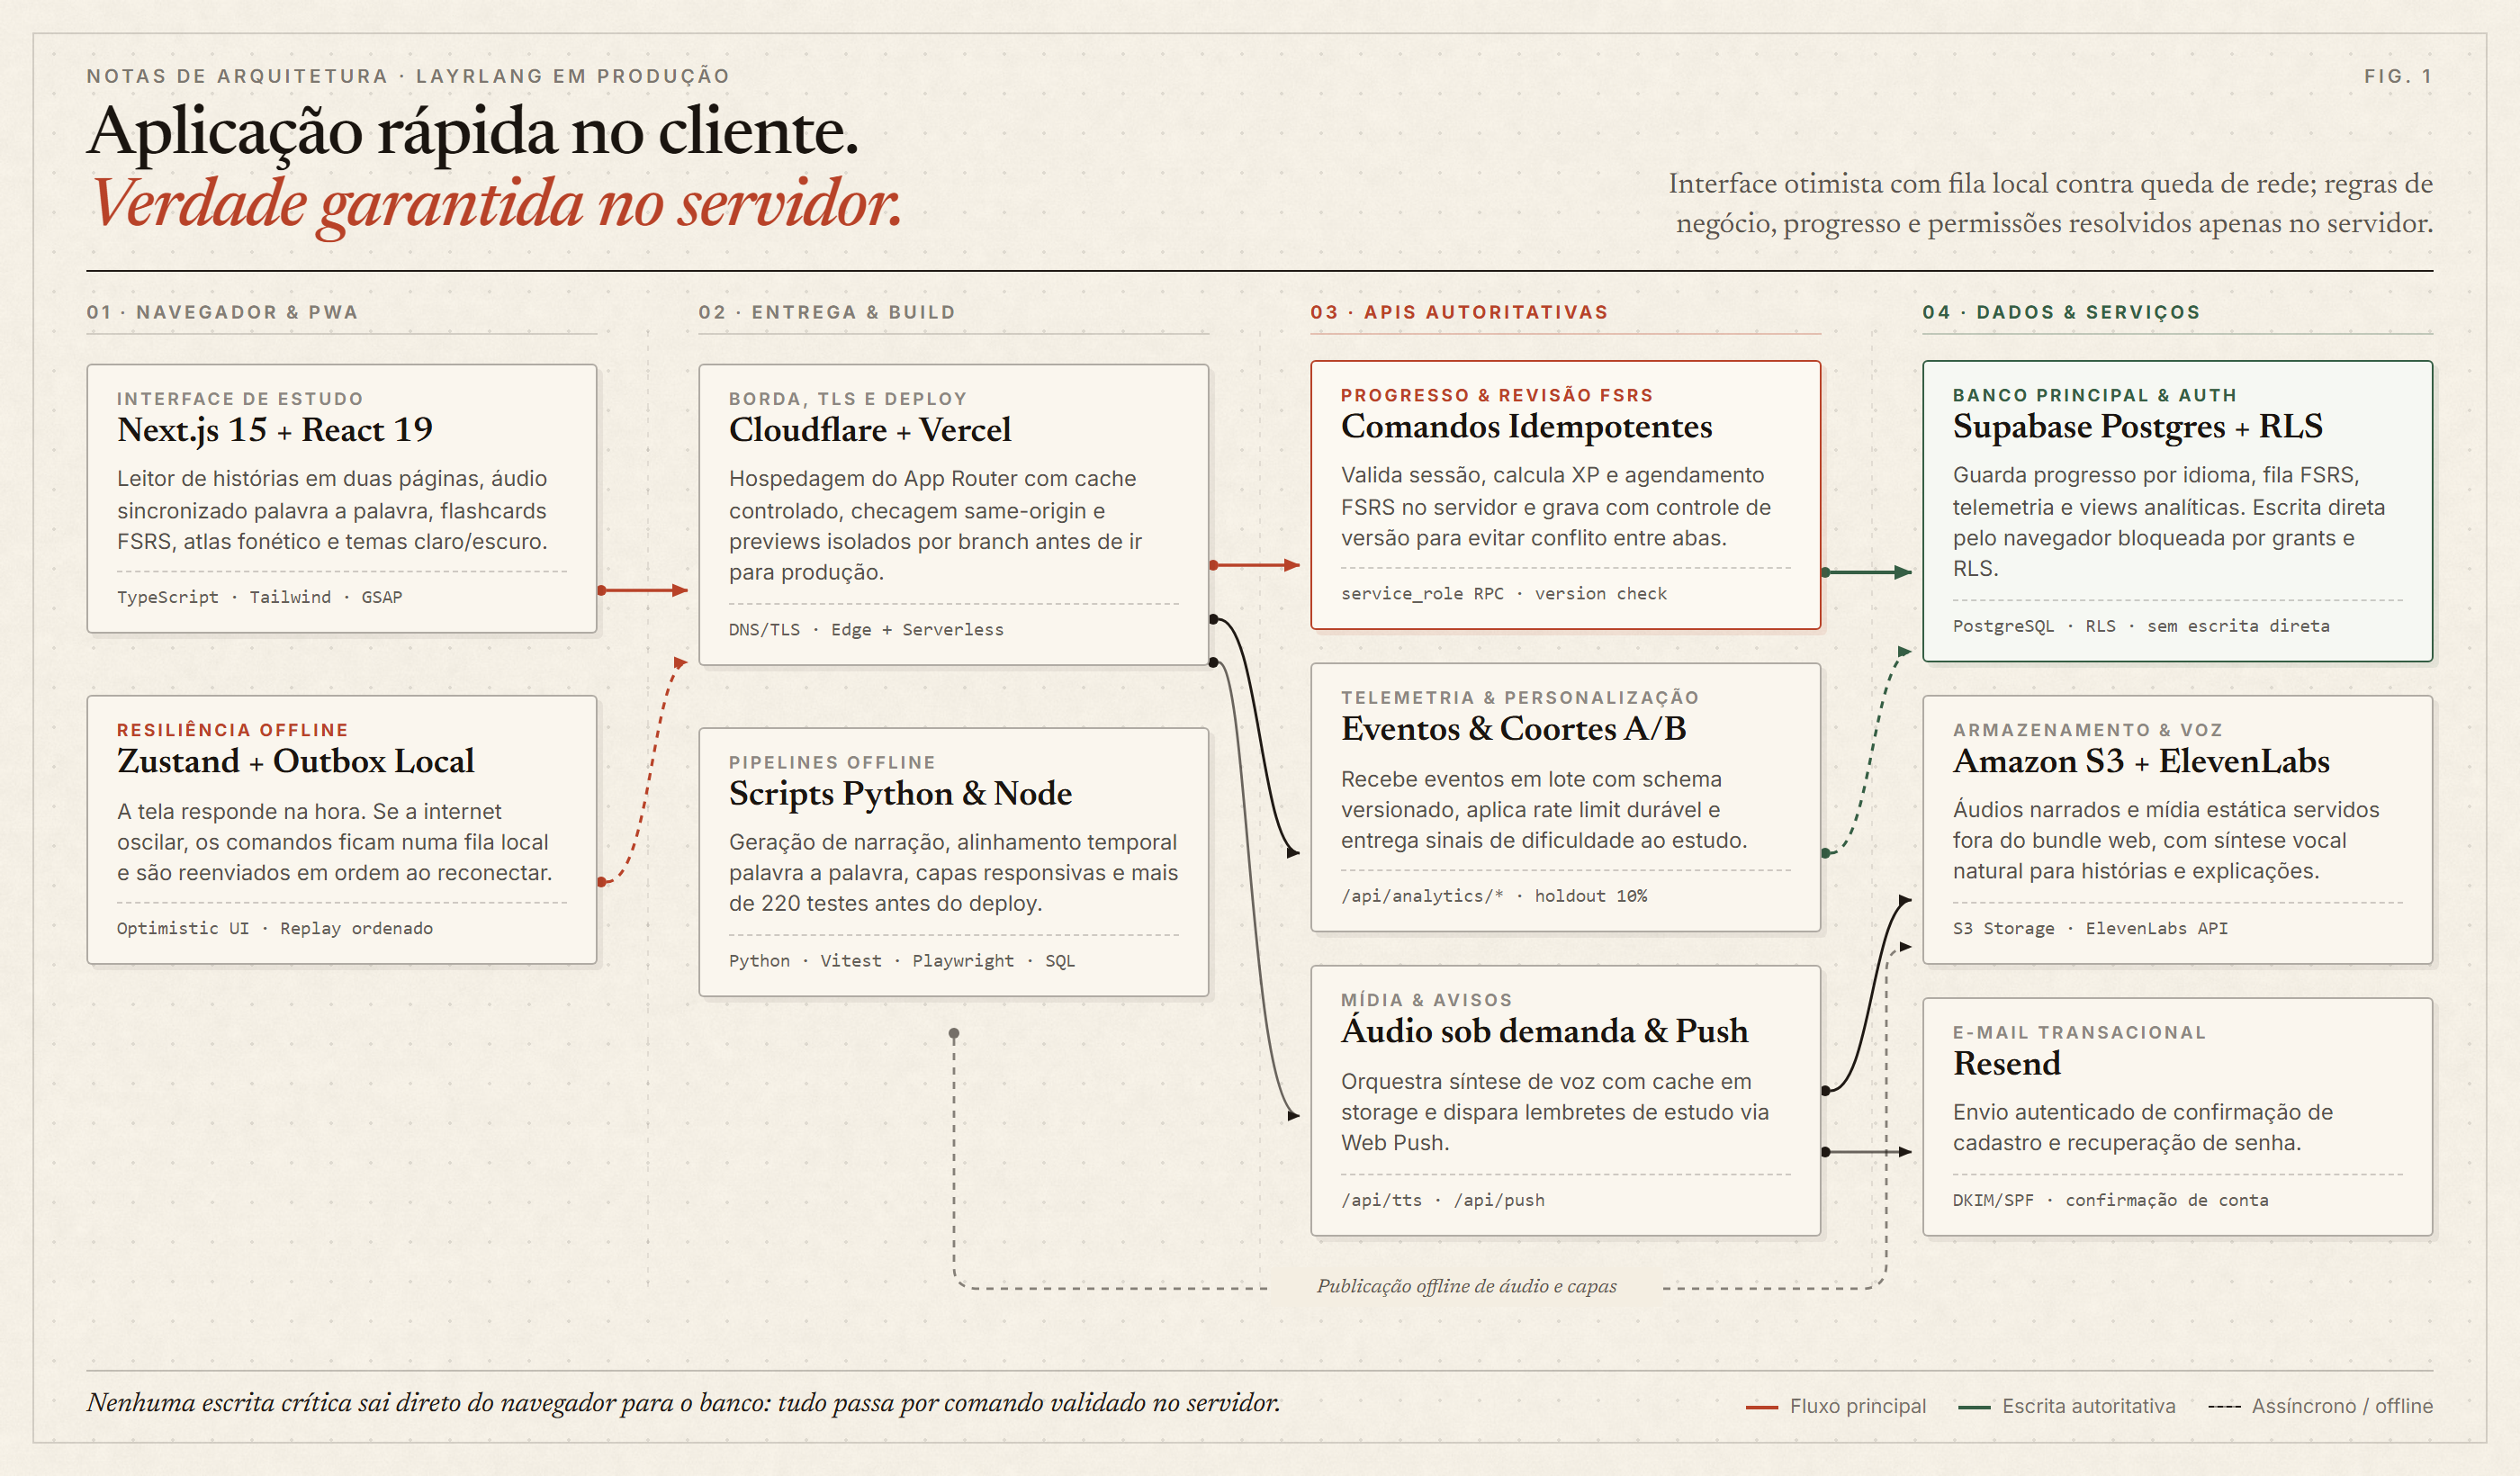 NOTAS DE ARQUITETURA · LAYRLANG EM PRODUÇÃO
FIG. 1
Aplicação rápida no cliente.
Verdade garantida no servidor.
Interface otimista com fila local contra queda de rede; regras de
negócio, progresso e permissões resolvidos apenas no servidor.
01 · NAVEGADOR & PWA
INTERFACE DE ESTUDO
Next.js 15 + React 19
Leitor de histórias em duas páginas, áudio
sincronizado palavra a palavra, flashcards
FSRS, atlas fonético e temas claro/escuro.
TypeScript · Tailwind · GSAP
RESILIÊNCIA OFFLINE
Zustand + Outbox Local
A tela responde na hora. Se a internet
oscilar, os comandos ficam numa fila local
e são reenviados em ordem ao reconectar.
Optimistic UI · Replay ordenado
02 · ENTREGA & BUILD
BORDA, TLS E DEPLOY
Cloudflare + Vercel
Hospedagem do App Router com cache
controlado, checagem same-origin e
previews isolados por branch antes de ir
para produção.
DNS/TLS · Edge + Serverless
PIPELINES OFFLINE
Scripts Python & Node
Geração de narração, alinhamento temporal
palavra a palavra, capas responsivas e mais
de 220 testes antes do deploy.
Python · Vitest · Playwright · SQL
03 · APIS AUTORITATIVAS
PROGRESSO & REVISÃO FSRS
Comandos Idempotentes
Valida sessão, calcula XP e agendamento
FSRS no servidor e grava com controle de
versão para evitar conflito entre abas.
service_role RPC · version check
TELEMETRIA & PERSONALIZAÇÃO
Eventos & Coortes A/B
Recebe eventos em lote com schema
versionado, aplica rate limit durável e
entrega sinais de dificuldade ao estudo.
/api/analytics/* · holdout 10%
MÍDIA & AVISOS
Áudio sob demanda & Push
Orquestra síntese de voz com cache em
storage e dispara lembretes de estudo via
Web Push.
/api/tts · /api/push
04 · DADOS & SERVIÇOS
BANCO PRINCIPAL & AUTH
Supabase Postgres + RLS
Guarda progresso por idioma, fila FSRS,
telemetria e views analíticas. Escrita direta
pelo navegador bloqueada por grants e
RLS.
PostgreSQL · RLS · sem escrita direta
ARMAZENAMENTO & VOZ
Amazon S3 + ElevenLabs
Áudios narrados e mídia estática servidos
fora do bundle web, com síntese vocal
natural para histórias e explicações.
S3 Storage · ElevenLabs API
E-MAIL TRANSACIONAL
Resend
Envio autenticado de confirmação de
cadastro e recuperação de senha.
DKIM/SPF · confirmação de conta
Publicação offline de áudio e capas
Nenhuma escrita crítica sai direto do navegador para o banco: tudo passa por comando validado no servidor.
Fluxo principal
Escrita autoritativa
Assíncrono / offline